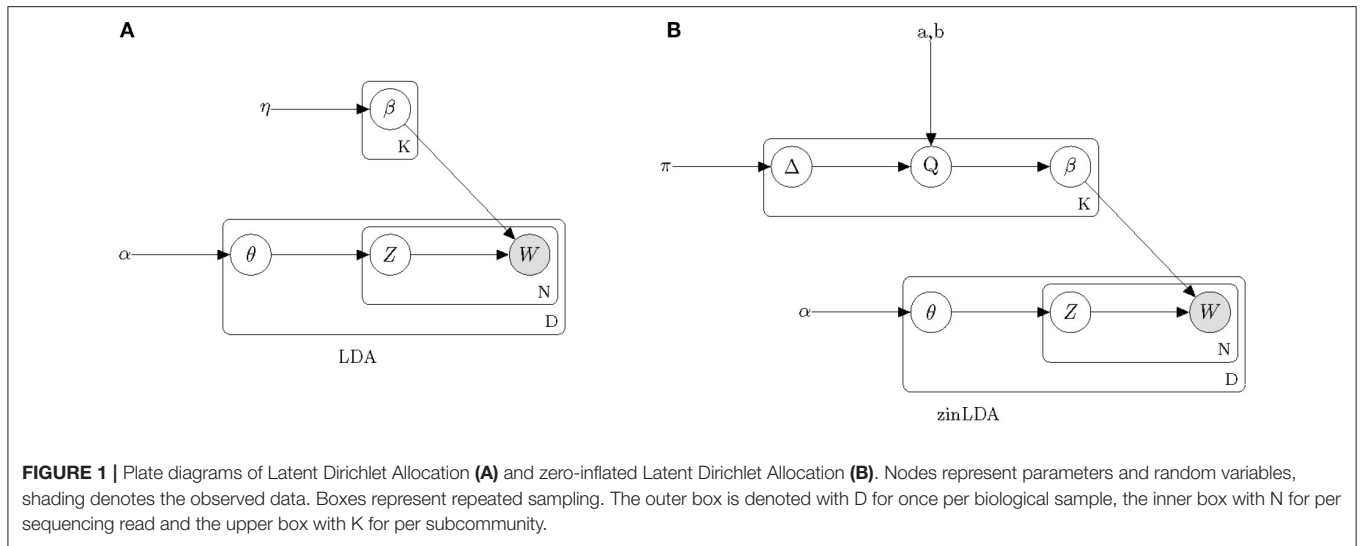 A
η
β
K
α
θ
Z
W
N
D
LDA
B
a,b
π
Δ
Q
β
K
α
θ
Z
W
N
D
zinLDA
FIGURE 1 | Plate diagrams of Latent Dirichlet Allocation (A) and zero-inflated Latent Dirichlet Allocation (B). Nodes represent parameters and random variables,
shading denotes the observed data. Boxes represent repeated sampling. The outer box is denoted with D for once per biological sample, the inner box with N for per
sequencing read and the upper box with K for per subcommunity.